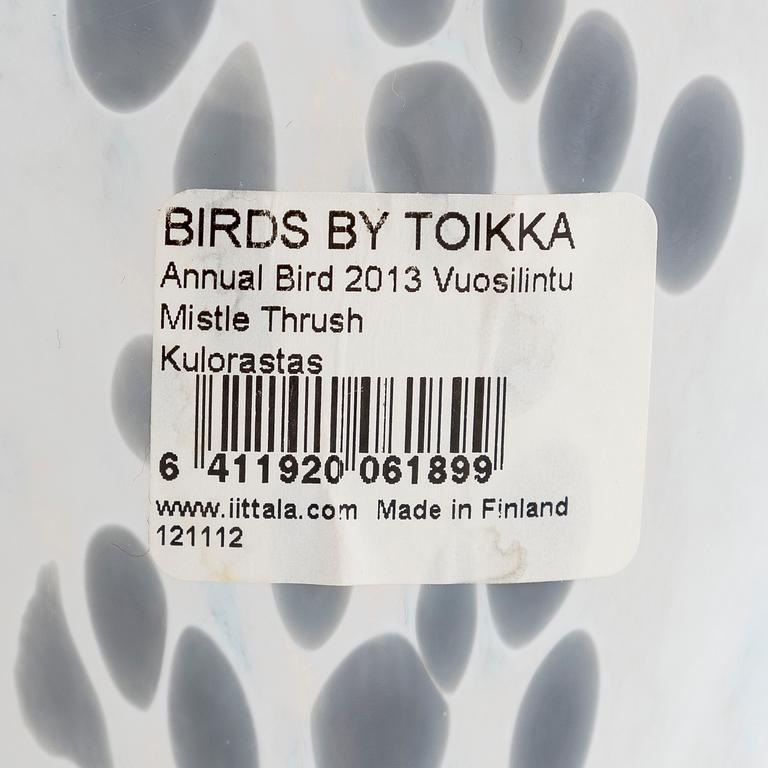 BIRDS BY TOIKKA
Annual Bird 2013 Vuosilintu
Mistle Thrush
Kulorastas
6 411920 061899
www.iittala.com Made in Finland
121112